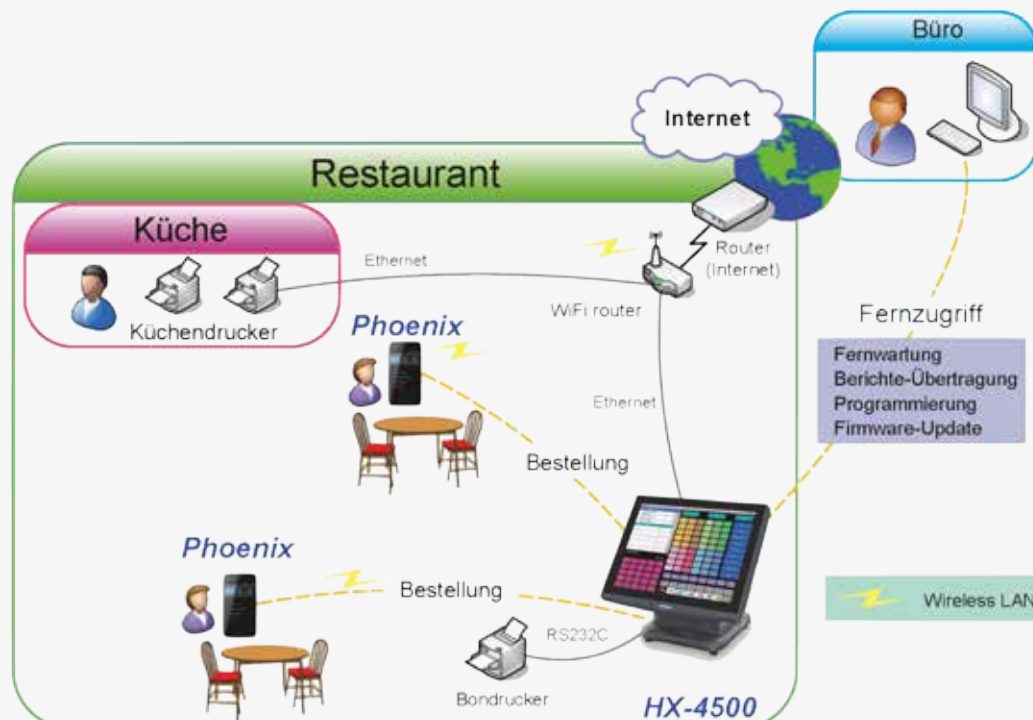 Büro
Internet
Restaurant
Küche
Küchendrucker
Ethernet
WiFi router
Router
(Internet)
Phoenix
Bestellung
Ethernet
Fernzugriff
Fernwartung
Berichte-Übertragung
Programmierung
Firmware-Update
Phoenix
Bestellung
RS232C
Bondrucker
HX-4500
Wireless LAN